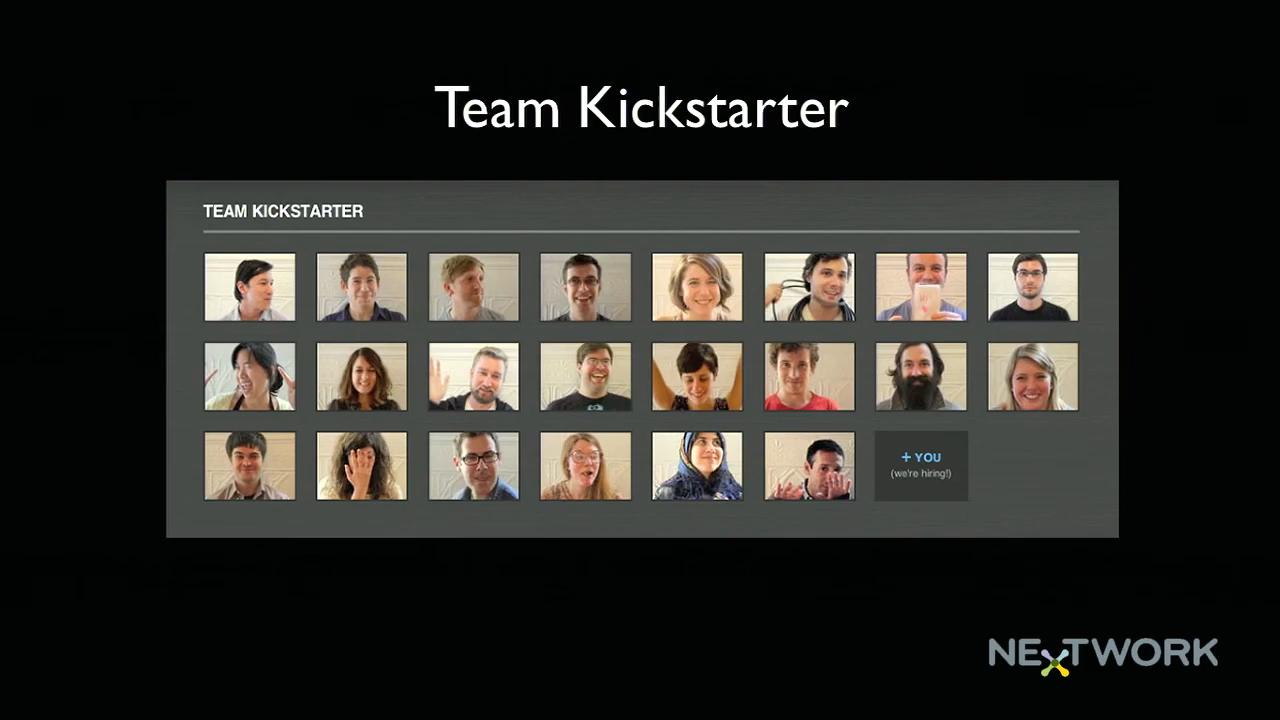 Team Kickstarter
TEAM KICKSTARTER
+ YOU
(we're hiring!)
NEXTWORK